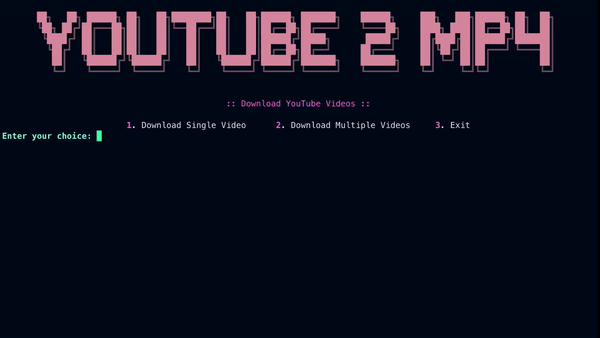 YOUTUBE 2 MP4
:: Download YouTube Videos ::
1. Download Single Video 2. Download Multiple Videos 3. Exit
Enter your choice: